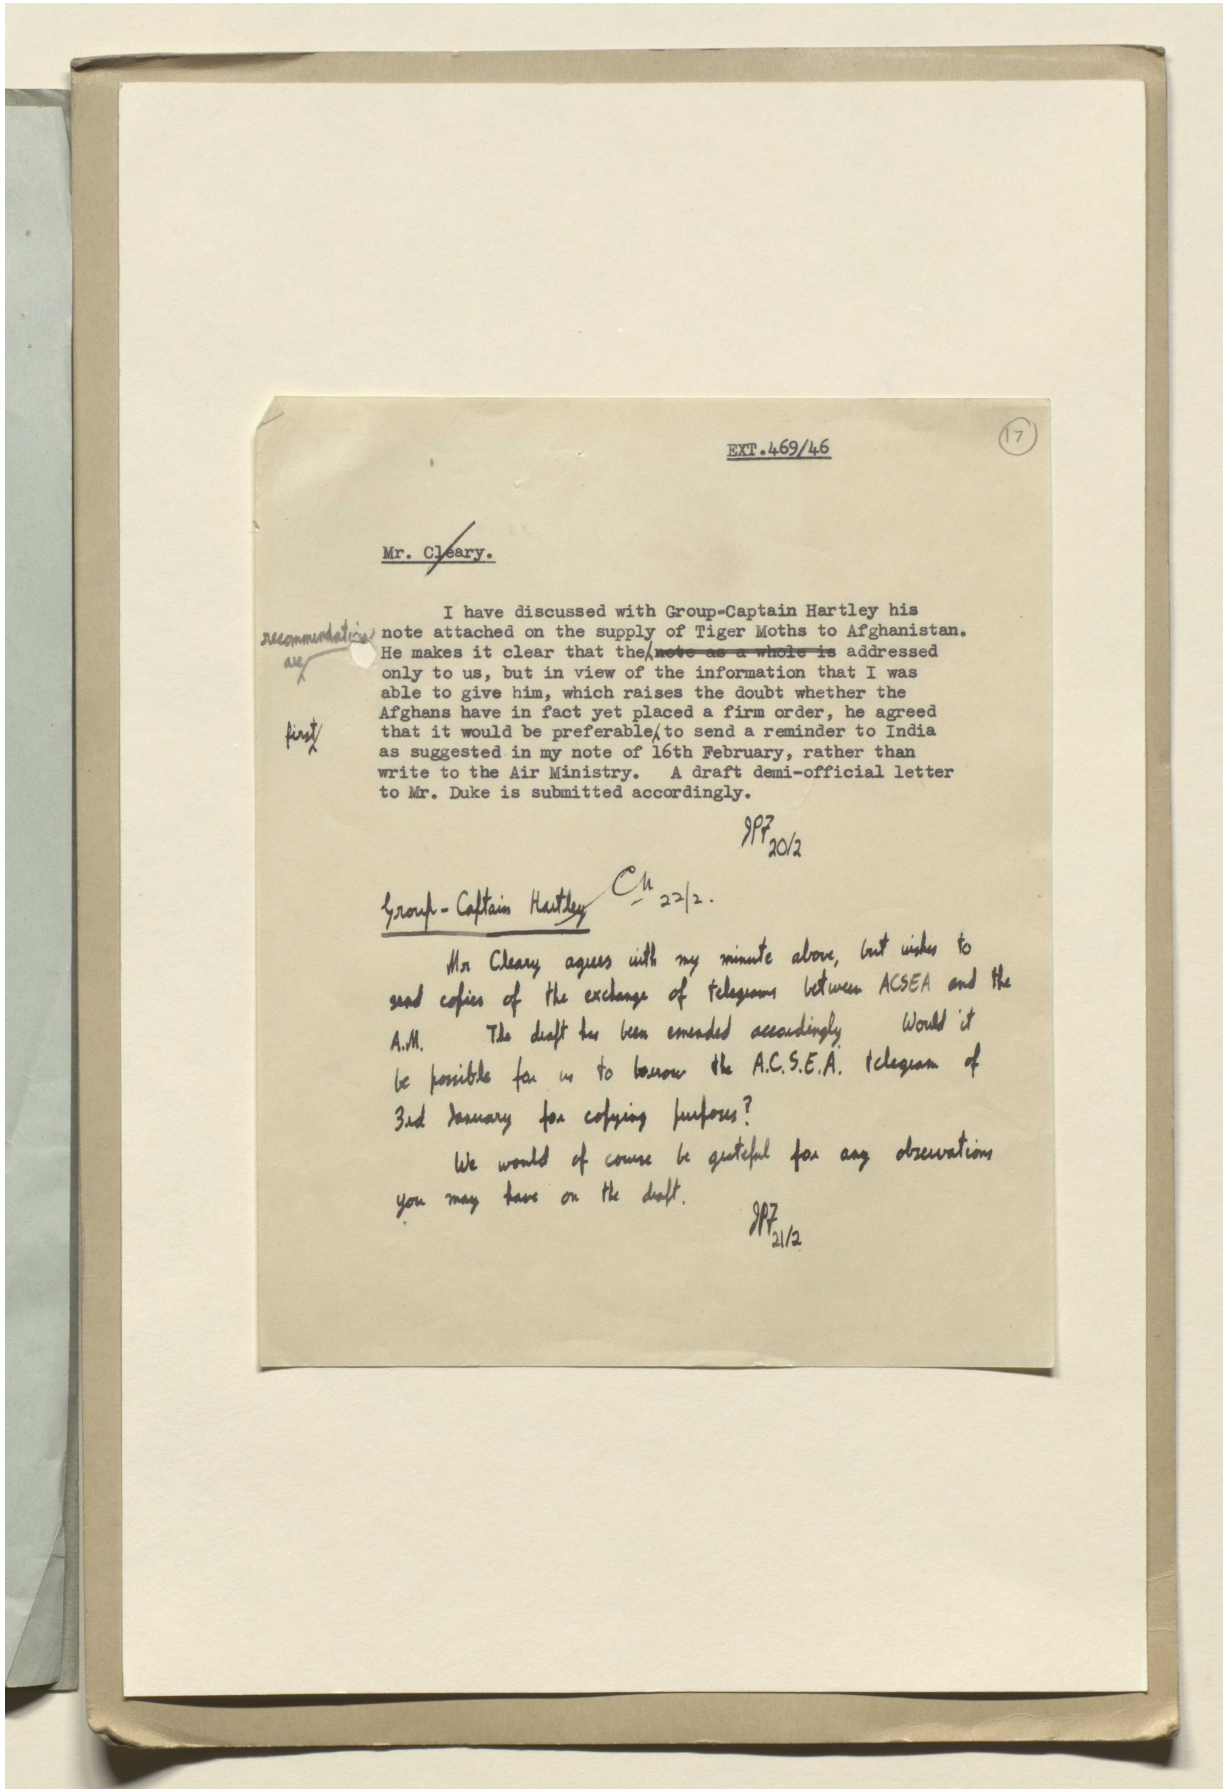 EXT.469/46
17
Mr. Cleary.
I have discussed with Group-Captain Hartley his
note attached on the supply of Tiger Moths to Afghanistan.
recommendations
are
He makes it clear that the note as a whole is addressed
only to us, but in view of the information that I was
able to give him, which raises the doubt whether the
Afghans have in fact yet placed a firm order, he agreed
first
that it would be preferable to send a reminder to India
as suggested in my note of 16th February, rather than
write to the Air Ministry. A draft demi-official letter
to Mr. Duke is submitted accordingly.
20/2
Group-Captain Hartley
22/2.
Mr Cleary agrees with my minute above, but wishes to
send copies of the exchange of telegrams between ACSEA and the
A.M. The draft has been emended accordingly Would it
be possible for us to borrow the A.C.S.E.A. telegram of
3rd January for copying purposes?
We would of course be grateful for any observations
you may have on the draft.
21/2